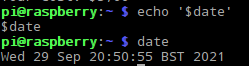 pi@raspberry:~ $ echo '$date'
$date
pi@raspberry:~ $ date
Wed 29 Sep 20:50:55 BST 2021